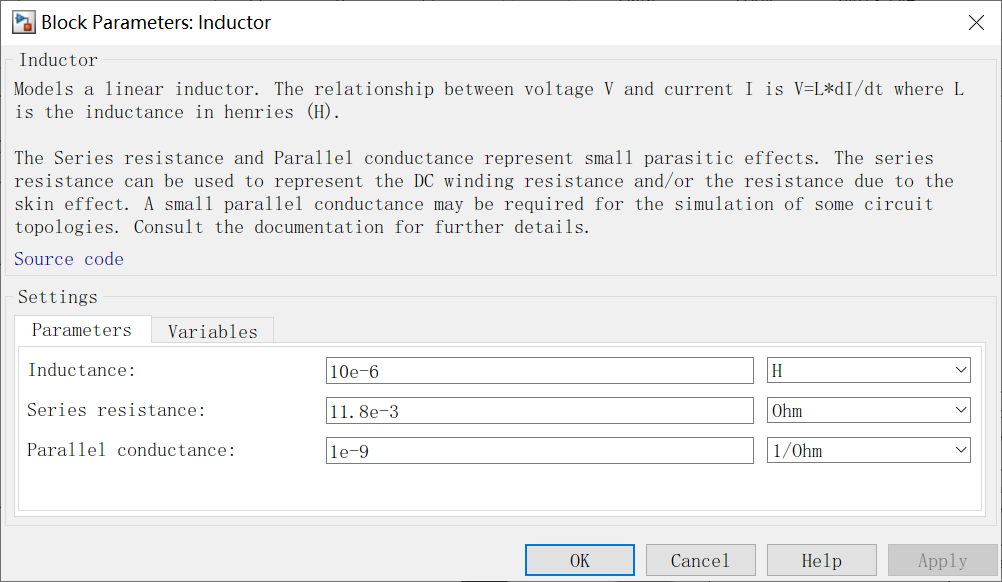 Block Parameters: Inductor
Inductor
Models a linear inductor. The relationship between voltage V and current I is V=L*dI/dt where L
is the inductance in henries (H).
The Series resistance and Parallel conductance represent small parasitic effects. The series
resistance can be used to represent the DC winding resistance and/or the resistance due to the
skin effect. A small parallel conductance may be required for the simulation of some circuit
topologies. Consult the documentation for further details.
Source code
Settings
Parameters Variables
Inductance: 10e-6 H
Series resistance: 11.8e-3 Ohm
Parallel conductance: 1e-9 1/Ohm
OK Cancel Help Apply